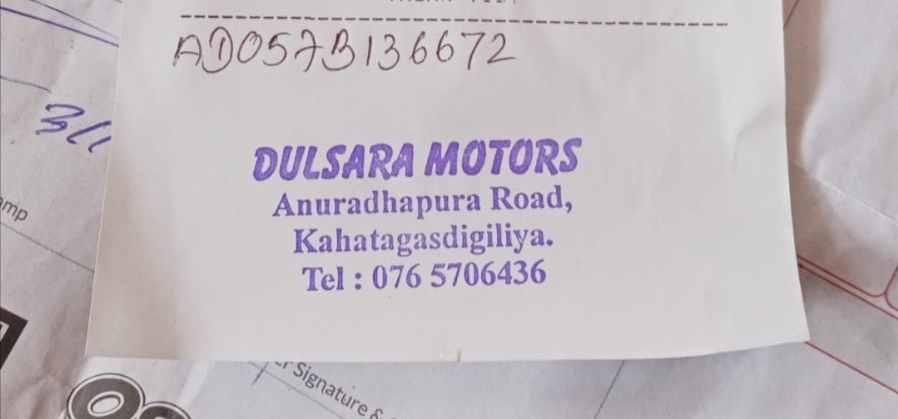 AD057B136672
DULSARA MOTORS
Anuradhapura Road,
Kahatagasdigiliya.
Tel : 076 5706436
Signature &